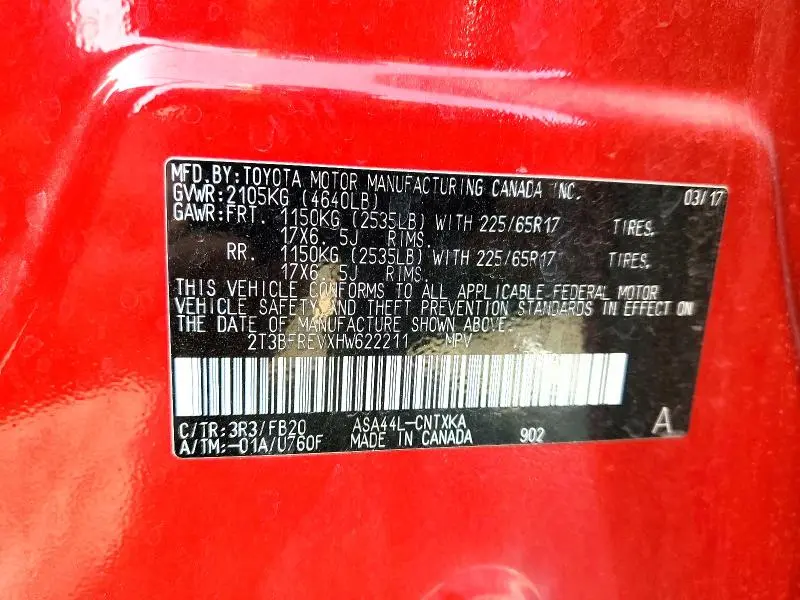 MFD.BY:TOYOTA MOTOR MANUFACTURING CANADA INC. 03/17
GVWR:2105KG (4640LB)
GAWR:FRT. 1150KG (2535LB) WITH 225/65R17 TIRES,
17X6. 5J RIMS.
RR. 1150KG (2535LB) WITH 225/65R17 TIRES,
17X6. 5J RIMS.
THIS VEHICLE CONFORMS TO ALL APPLICABLE FEDERAL MOTOR
VEHICLE SAFETY AND THEFT PREVENTION STANDARDS IN EFFECT ON
THE DATE OF MANUFACTURE SHOWN ABOVE.
2T3BFREVXHW622211 MPV
C/TR:3R3/FB20 ASA44L-CNTXKA A
A/TM:-01A/U760F MADE IN CANADA 902